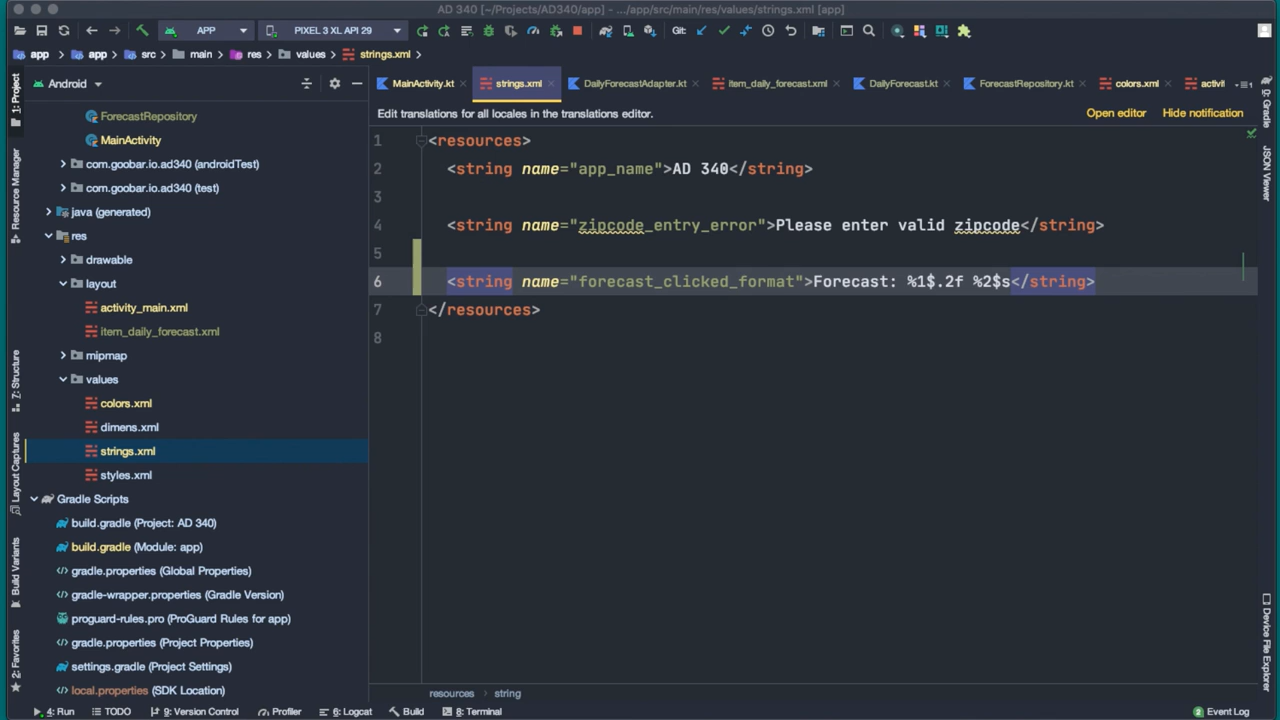 AD 340 [~/Projects/AD340/app] - .../app/src/main/res/values/strings.xml [app]
APP
PIXEL 3 XL API 29
Git:
app
app
src
main
res
values
strings.xml
Android
MainActivity.kt
strings.xml
DailyForecastAdapter.kt
item_daily_forecast.xml
DailyForecast.kt
ForecastRepository.kt
colors.xml
activi
1
1: Project
Resource Manager
7: Structure
Layout Captures
Build Variants
2: Favorites
ForecastRepository
MainActivity
com.goobar.io.ad340 (androidTest)
com.goobar.io.ad340 (test)
java (generated)
res
drawable
layout
activity_main.xml
item_daily_forecast.xml
mipmap
values
colors.xml
dimens.xml
strings.xml
styles.xml
Gradle Scripts
build.gradle (Project: AD 340)
build.gradle (Module: app)
gradle.properties (Global Properties)
gradle-wrapper.properties (Gradle Version)
proguard-rules.pro (ProGuard Rules for app)
gradle.properties (Project Properties)
settings.gradle (Project Settings)
local.properties (SDK Location)
Edit translations for all locales in the translations editor.
Open editor
Hide notification
1 <resources>
2 <string name="app_name">AD 340</string>
3
4 <string name="zipcode_entry_error">Please enter valid zipcode</string>
5
6 <string name="forecast_clicked_format">Forecast: %1$.2f %2$s</string>
7 </resources>
8
resources
string
Gradle
JSON Viewer
Device File Explorer
4: Run
TODO
9: Version Control
Profiler
6: Logcat
Build
8: Terminal
2 Event Log